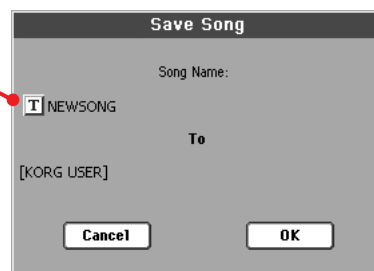 Save Song
Song Name:
T NEWSONG
To
[KORG USER]
Cancel OK